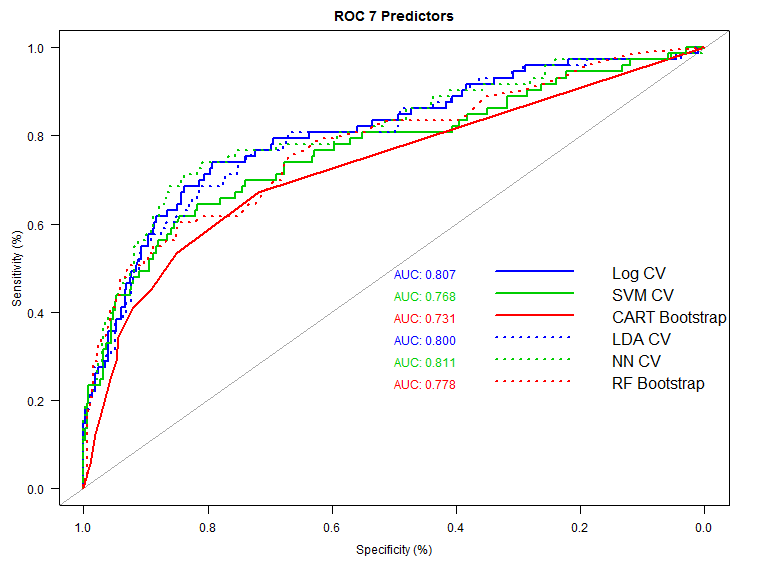 ROC 7 Predictors
Sensitivity (%)
1.0
0.8
0.6
0.4
0.2
0.0
AUC: 0.807 Log CV
AUC: 0.768 SVM CV
AUC: 0.731 CART Bootstrap
AUC: 0.800 LDA CV
AUC: 0.811 NN CV
AUC: 0.778 RF Bootstrap
1.0 0.8 0.6 0.4 0.2 0.0
Specificity (%)